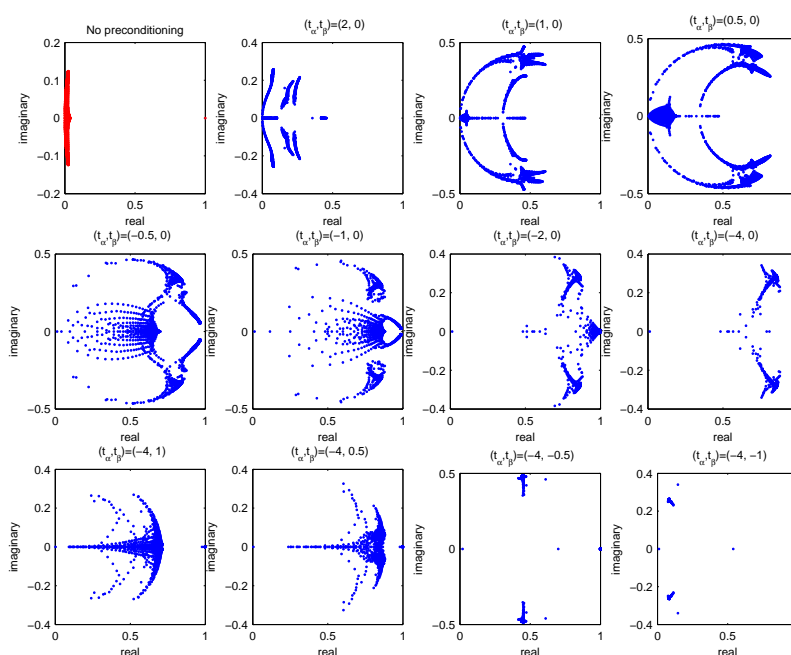 No preconditioning
imaginary
0.2
0.1
0
−0.1
−0.2
0 0.5 1
real
(t_α,t_β)=(2, 0)
imaginary
0.4
0.2
0
−0.2
−0.4
0 0.5 1
real
(t_α,t_β)=(1, 0)
imaginary
0.5
0
−0.5
0 0.5 1
real
(t_α,t_β)=(0.5, 0)
imaginary
0.5
0
−0.5
0 0.5
real
(t_α,t_β)=(−0.5, 0)
imaginary
0.5
0
−0.5
0 0.5 1
real
(t_α,t_β)=(−1, 0)
imaginary
0.5
0
−0.5
0 0.5 1
real
(t_α,t_β)=(−2, 0)
imaginary
0.4
0.2
0
−0.2
−0.4
0 0.5 1
real
(t_α,t_β)=(−4, 0)
imaginary
0.4
0.2
0
−0.2
−0.4
0 0.5
real
(t_α,t_β)=(−4, 1)
imaginary
0.4
0.2
0
−0.2
−0.4
0 0.5 1
real
(t_α,t_β)=(−4, 0.5)
imaginary
0.4
0.2
0
−0.2
−0.4
0 0.5 1
real
(t_α,t_β)=(−4, −0.5)
imaginary
0.5
0
−0.5
0 0.5 1
real
(t_α,t_β)=(−4, −1)
imaginary
0.4
0.2
0
−0.2
−0.4
0 0.5
real